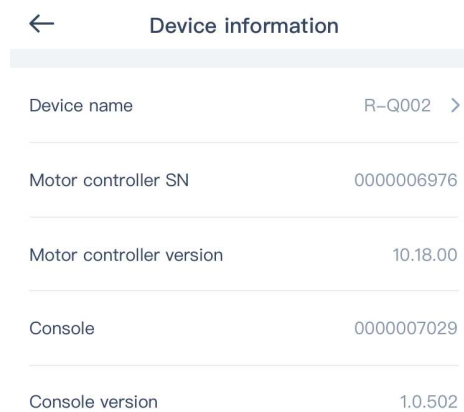 Device information
Device name R-Q002
Motor controller SN 0000006976
Motor controller version 10.18.00
Console 0000007029
Console version 1.0.502